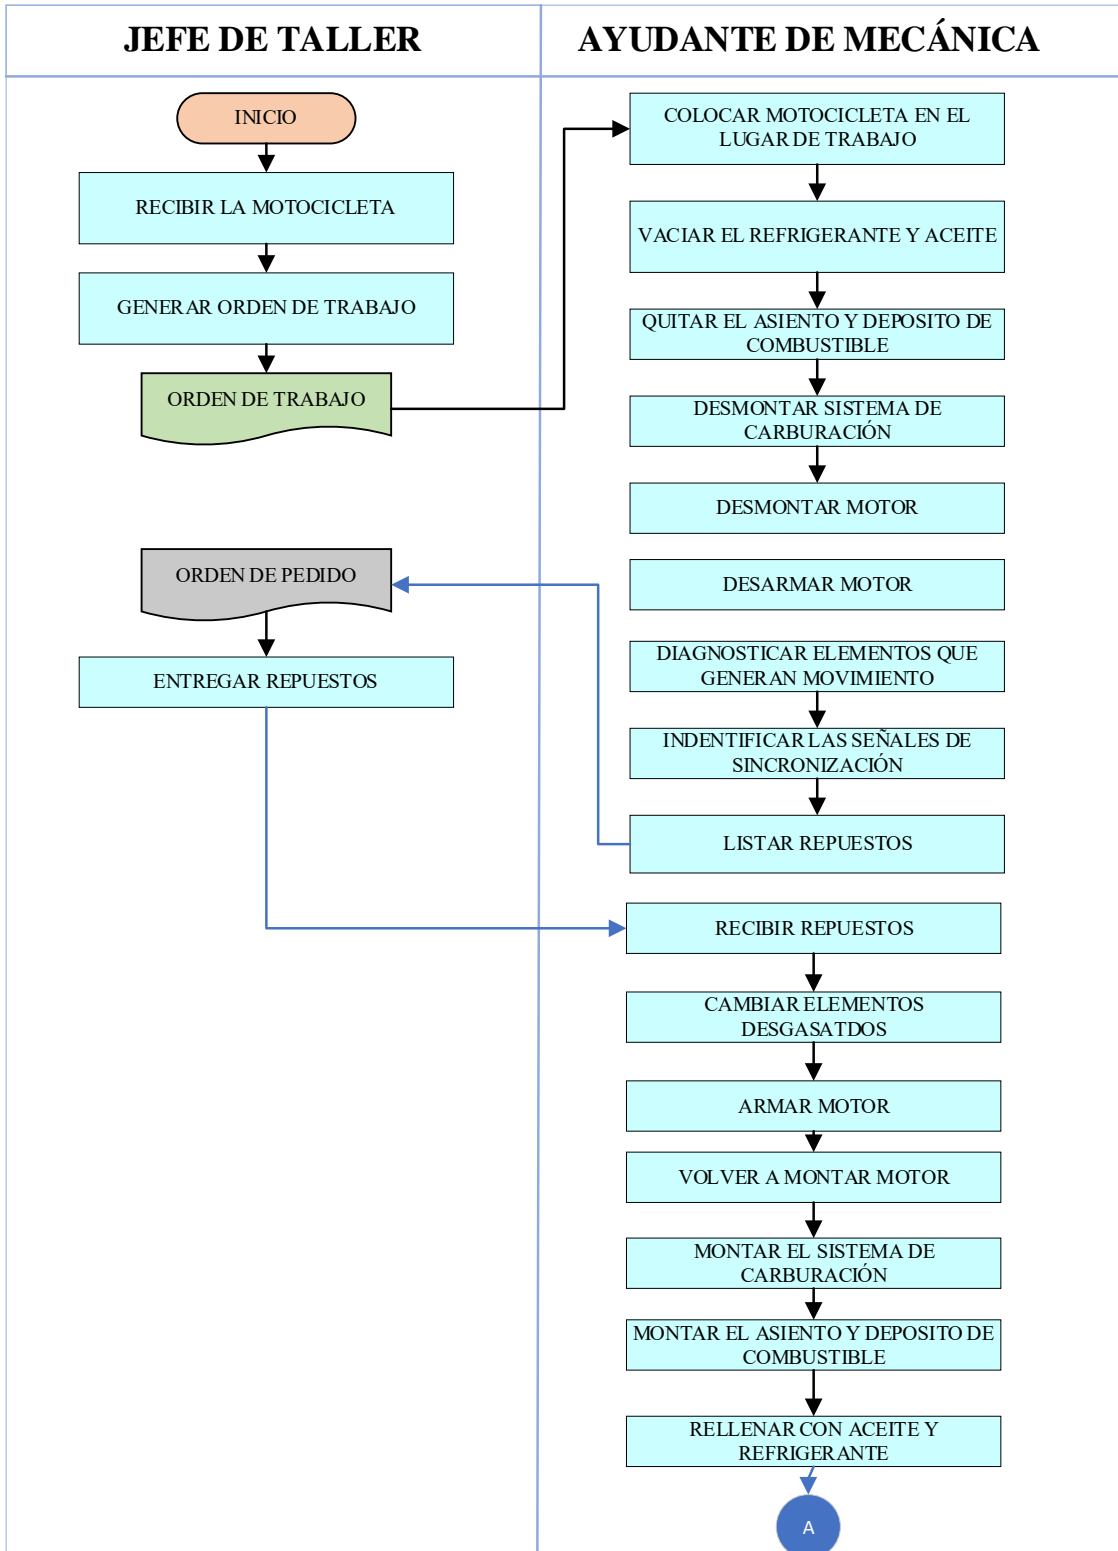 JEFE DE TALLER
AYUDANTE DE MECÁNICA
INICIO
RECIBIR LA MOTOCICLETA
GENERAR ORDEN DE TRABAJO
ORDEN DE TRABAJO
COLOCAR MOTOCICLETA EN EL
LUGAR DE TRABAJO
VACIAR EL REFRIGERANTE Y ACEITE
QUITAR EL ASIENTO Y DEPOSITO DE
COMBUSTIBLE
DESMONTAR SISTEMA DE
CARBURACIÓN
DESMONTAR MOTOR
DESARMAR MOTOR
DIAGNOSTICAR ELEMENTOS QUE
GENERAN MOVIMIENTO
INDENTIFICAR LAS SEÑALES DE
SINCRONIZACIÓN
LISTAR REPUESTOS
ORDEN DE PEDIDO
ENTREGAR REPUESTOS
RECIBIR REPUESTOS
CAMBIAR ELEMENTOS
DESGASATDOS
ARMAR MOTOR
VOLVER A MONTAR MOTOR
MONTAR EL SISTEMA DE
CARBURACIÓN
MONTAR EL ASIENTO Y DEPOSITO DE
COMBUSTIBLE
RELLENAR CON ACEITE Y
REFRIGERANTE
A